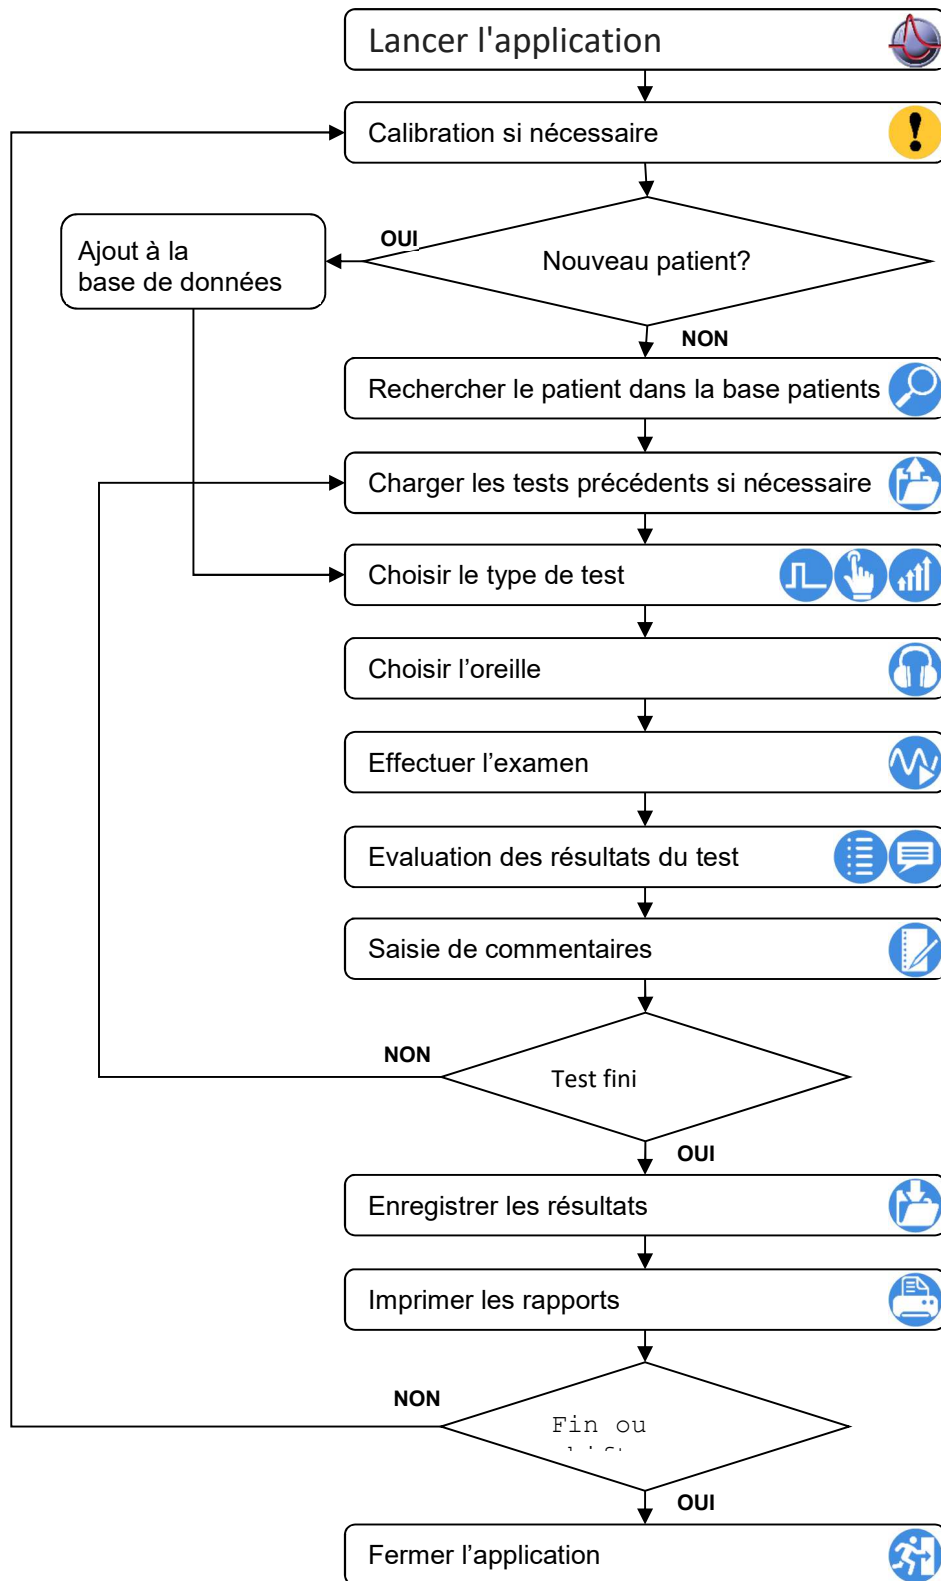 Lancer l'application
Calibration si nécessaire
OUI
Ajout à la
base de données
Nouveau patient?
NON
Rechercher le patient dans la base patients
Charger les tests précédents si nécessaire
Choisir le type de test
Choisir l’oreille
Effectuer l’examen
Evaluation des résultats du test
Saisie de commentaires
NON
Test fini
OUI
Enregistrer les résultats
Imprimer les rapports
NON
Fin ou
OUI
Fermer l’application